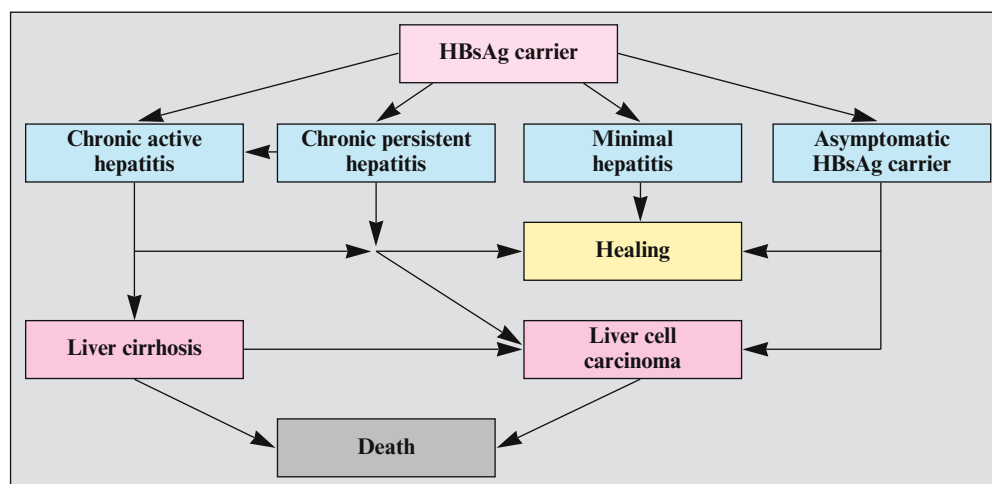 HBsAg carrier
Chronic active
hepatitis
Chronic persistent
hepatitis
Minimal
hepatitis
Asymptomatic
HBsAg carrier
Healing
Liver cirrhosis
Liver cell
carcinoma
Death